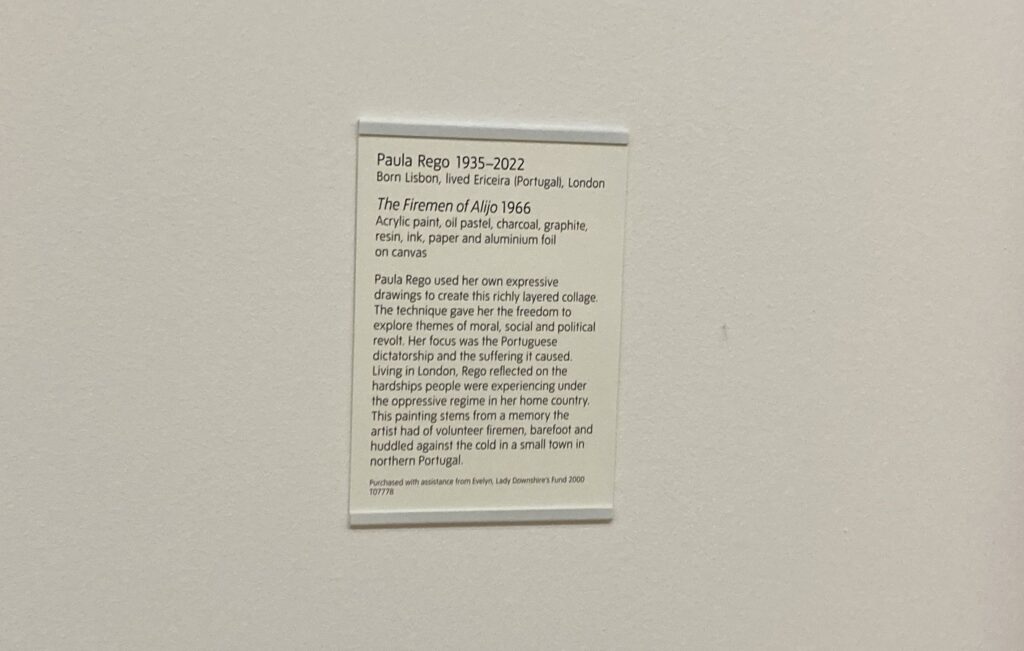 Paula Rego 1935–2022
Born Lisbon, lived Ericeira (Portugal), London
The Firemen of Alijo 1966
Acrylic paint, oil pastel, charcoal, graphite,
resin, ink, paper and aluminium foil
on canvas
Paula Rego used her own expressive
drawings to create this richly layered collage.
The technique gave her the freedom to
explore themes of moral, social and political
revolt. Her focus was the Portuguese
dictatorship and the suffering it caused.
Living in London, Rego reflected on the
hardships people were experiencing under
the oppressive regime in her home country.
This painting stems from a memory the
artist had of volunteer firemen, barefoot and
huddled against the cold in a small town in
northern Portugal.
Purchased with assistance from Evelyn, Lady Downshire's Fund 2000
T07778